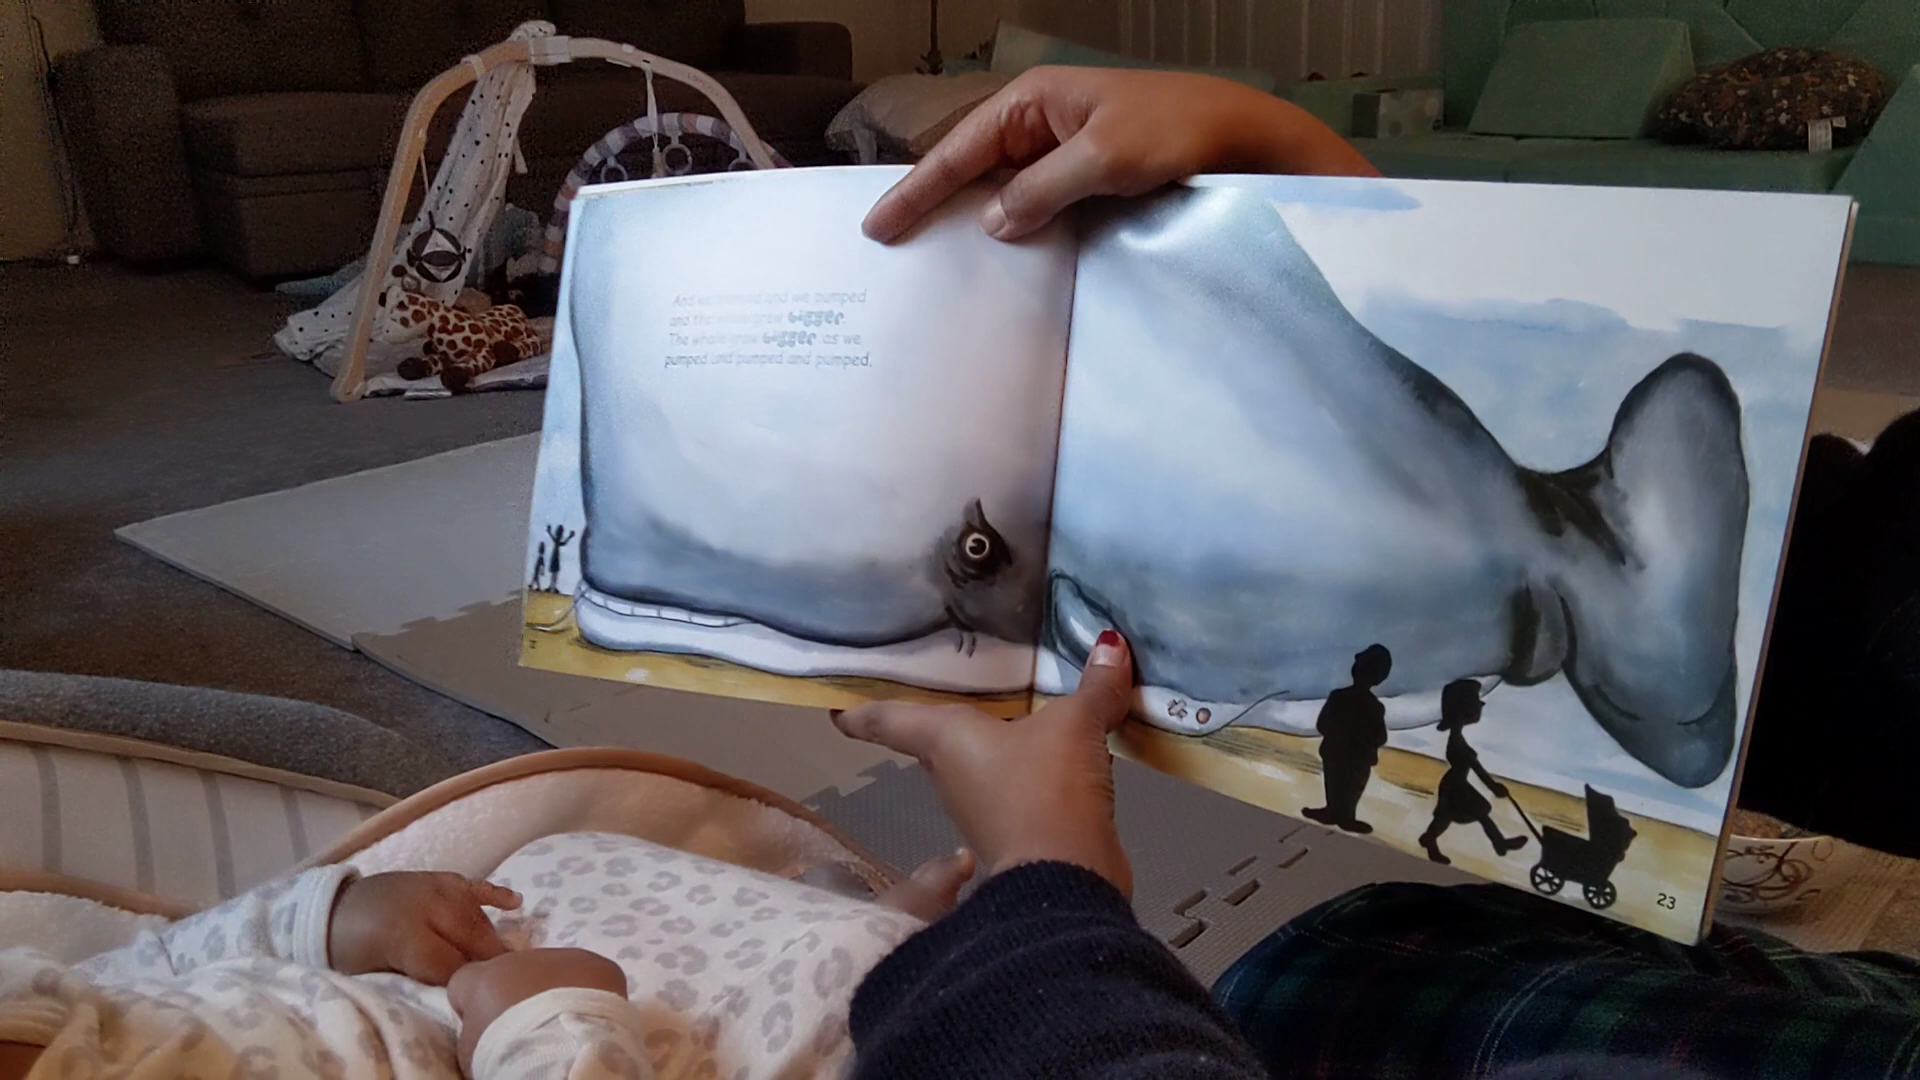 And we pumped and we pumped
and the whale grew bigger.
The whale grew bigger as we
pumped and pumped and pumped.
23